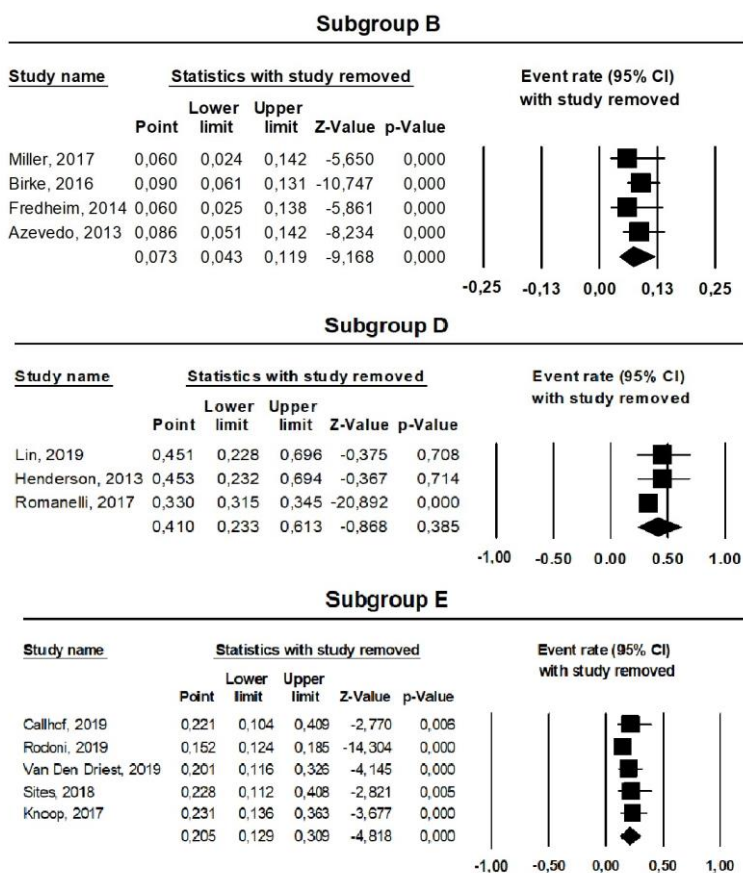 Subgroup B
Study name Statistics with study removed Event rate (95% CI)
with study removed
Lower Upper
Point limit limit Z-Value p-Value
Miller, 2017 0,060 0,024 0,142 -5,650 0,000
Birke, 2016 0,090 0,061 0,131 -10,747 0,000
Fredheim, 2014 0,060 0,025 0,138 -5,861 0,000
Azevedo, 2013 0,086 0,051 0,142 -8,234 0,000
0,073 0,043 0,119 -9,168 0,000
-0,25 -0,13 0,00 0,13 0,25
Subgroup D
Study name Statistics with study removed Event rate (95% CI)
with study removed
Lower Upper
Point limit limit Z-Value p-Value
Lin, 2019 0,451 0,228 0,696 -0,375 0,708
Henderson, 2013 0,453 0,232 0,694 -0,367 0,714
Romanelli, 2017 0,330 0,315 0,345 -20,892 0,000
0,410 0,233 0,613 -0,868 0,385
-1,00 -0.50 0.00 0.50 1.00
Subgroup E
Study name Statistics with study removed Event rate (95% CI)
with study removed
Lower Upper
Point limit limit Z-Value p-Value
Callhof, 2019 0,221 0,104 0,409 -2,770 0,006
Rodoni, 2019 0,152 0,124 0,185 -14,304 0,000
Van Den Driest, 2019 0,201 0,116 0,326 -4,145 0,000
Sites, 2018 0,228 0,112 0,408 -2,821 0,005
Knoop, 2017 0,231 0,136 0,363 -3,677 0,000
0,205 0,129 0,309 -4,818 0,000
-1,00 -0,50 0,00 0,50 1,00